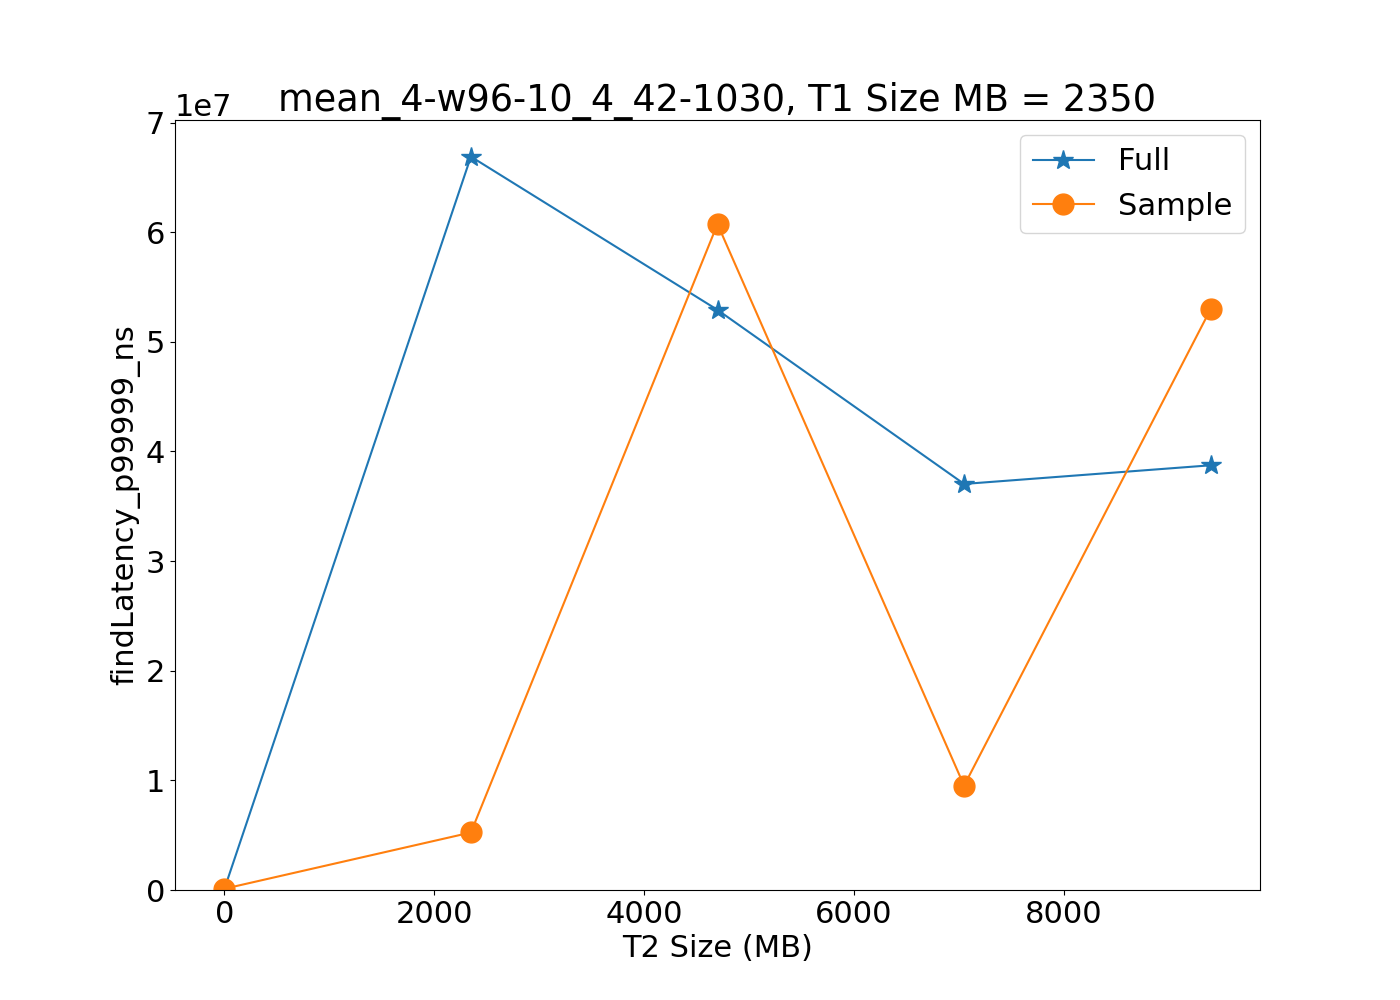 mean_4-w96-10_4_42-1030, T1 Size MB = 2350
1e7
7
6
5
4
3
2
1
0
findLatency_p99999_ns
Full
Sample
0 2000 4000 6000 8000
T2 Size (MB)